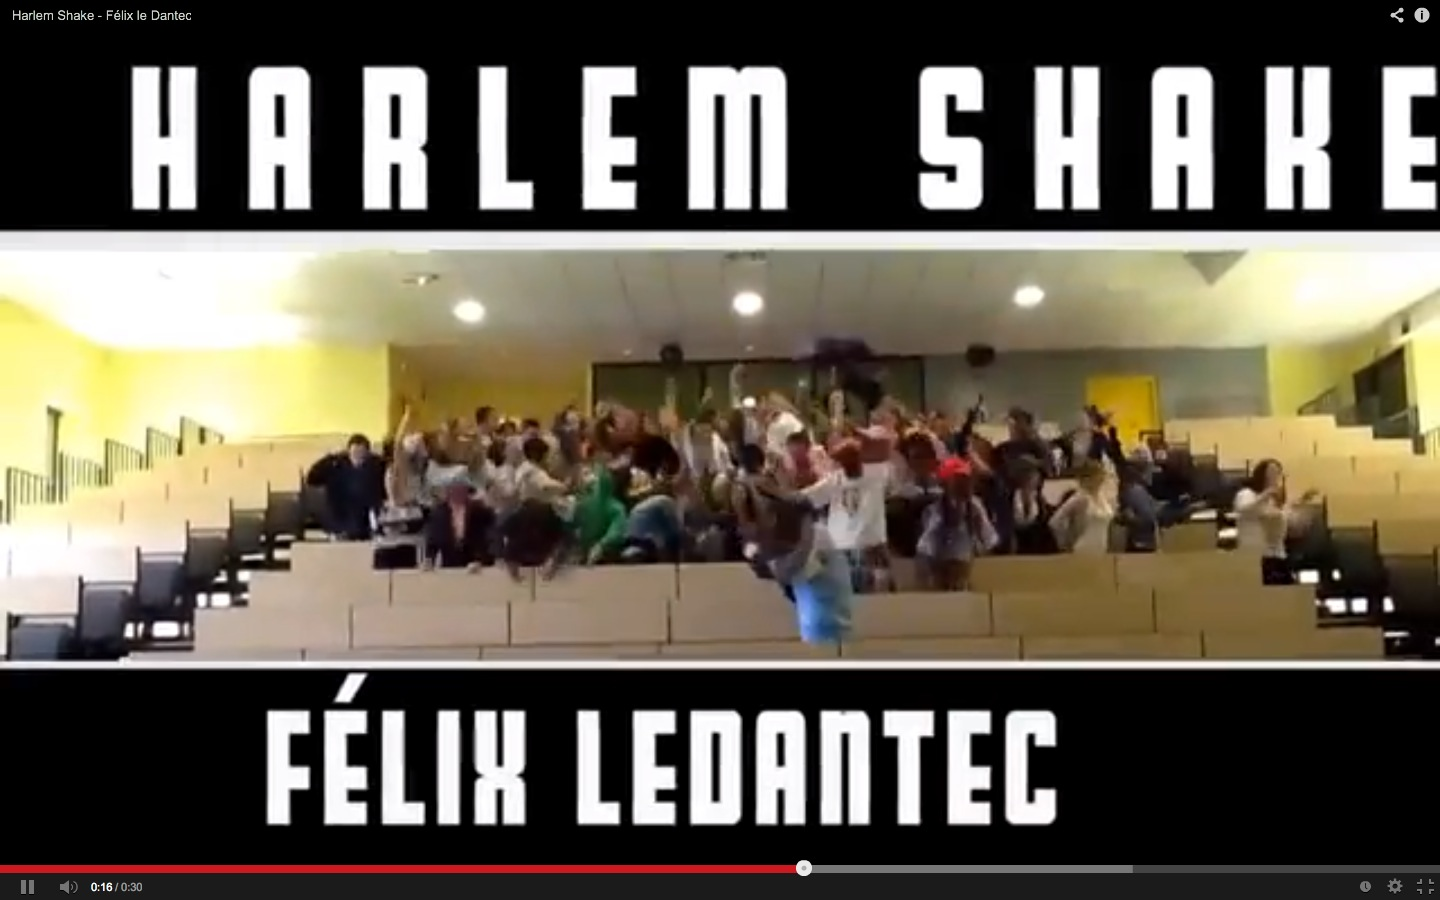 Harlem Shake - Félix le Dantec
HARLEM SHAKE
FÉLIX LEDANTEC
0:16 / 0:30